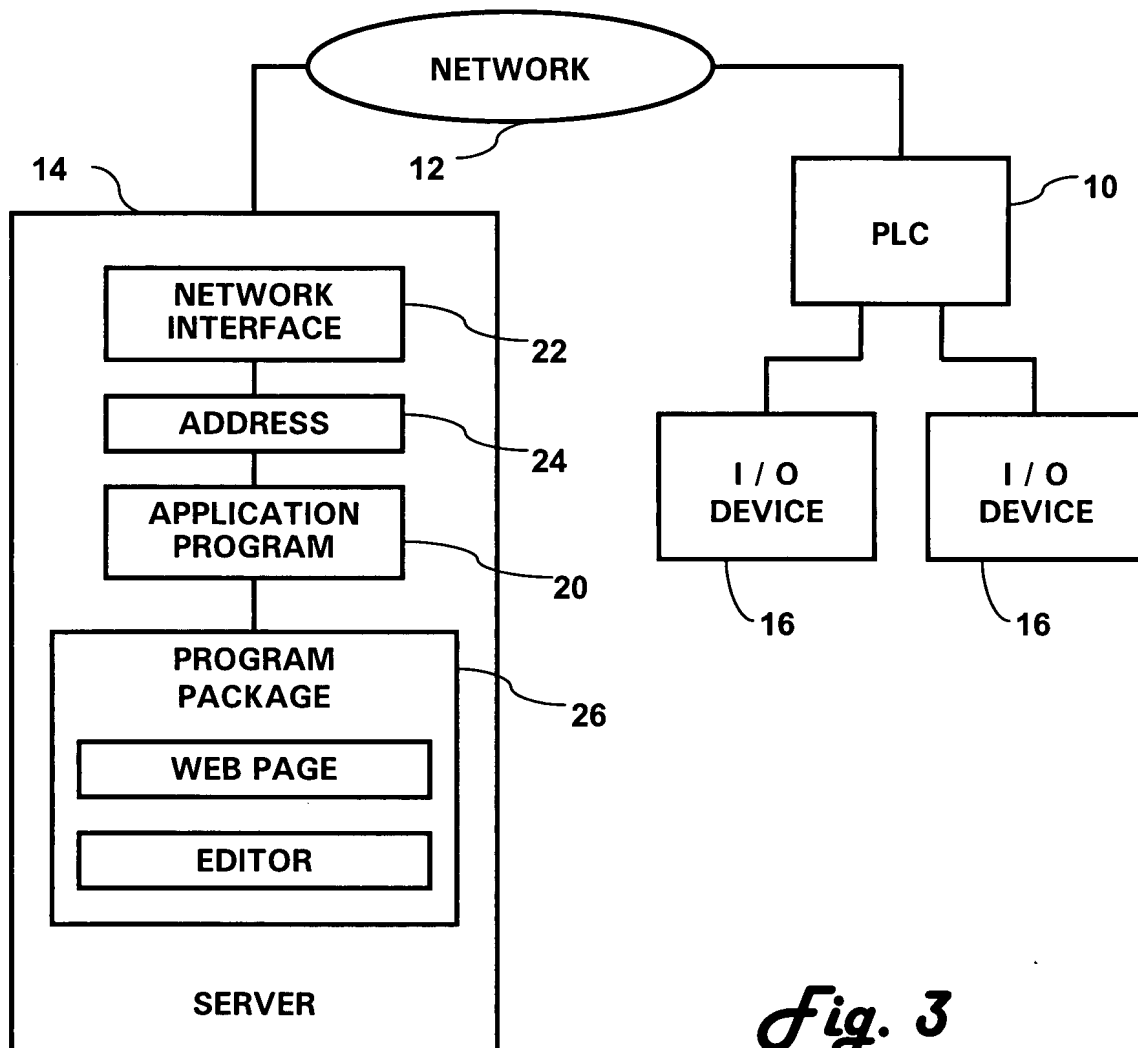 NETWORK
12
14
10
PLC
NETWORK
INTERFACE
22
ADDRESS
24
APPLICATION
PROGRAM
20
I / O
DEVICE
16
I / O
DEVICE
16
PROGRAM
PACKAGE
26
WEB PAGE
EDITOR
SERVER
Fig. 3